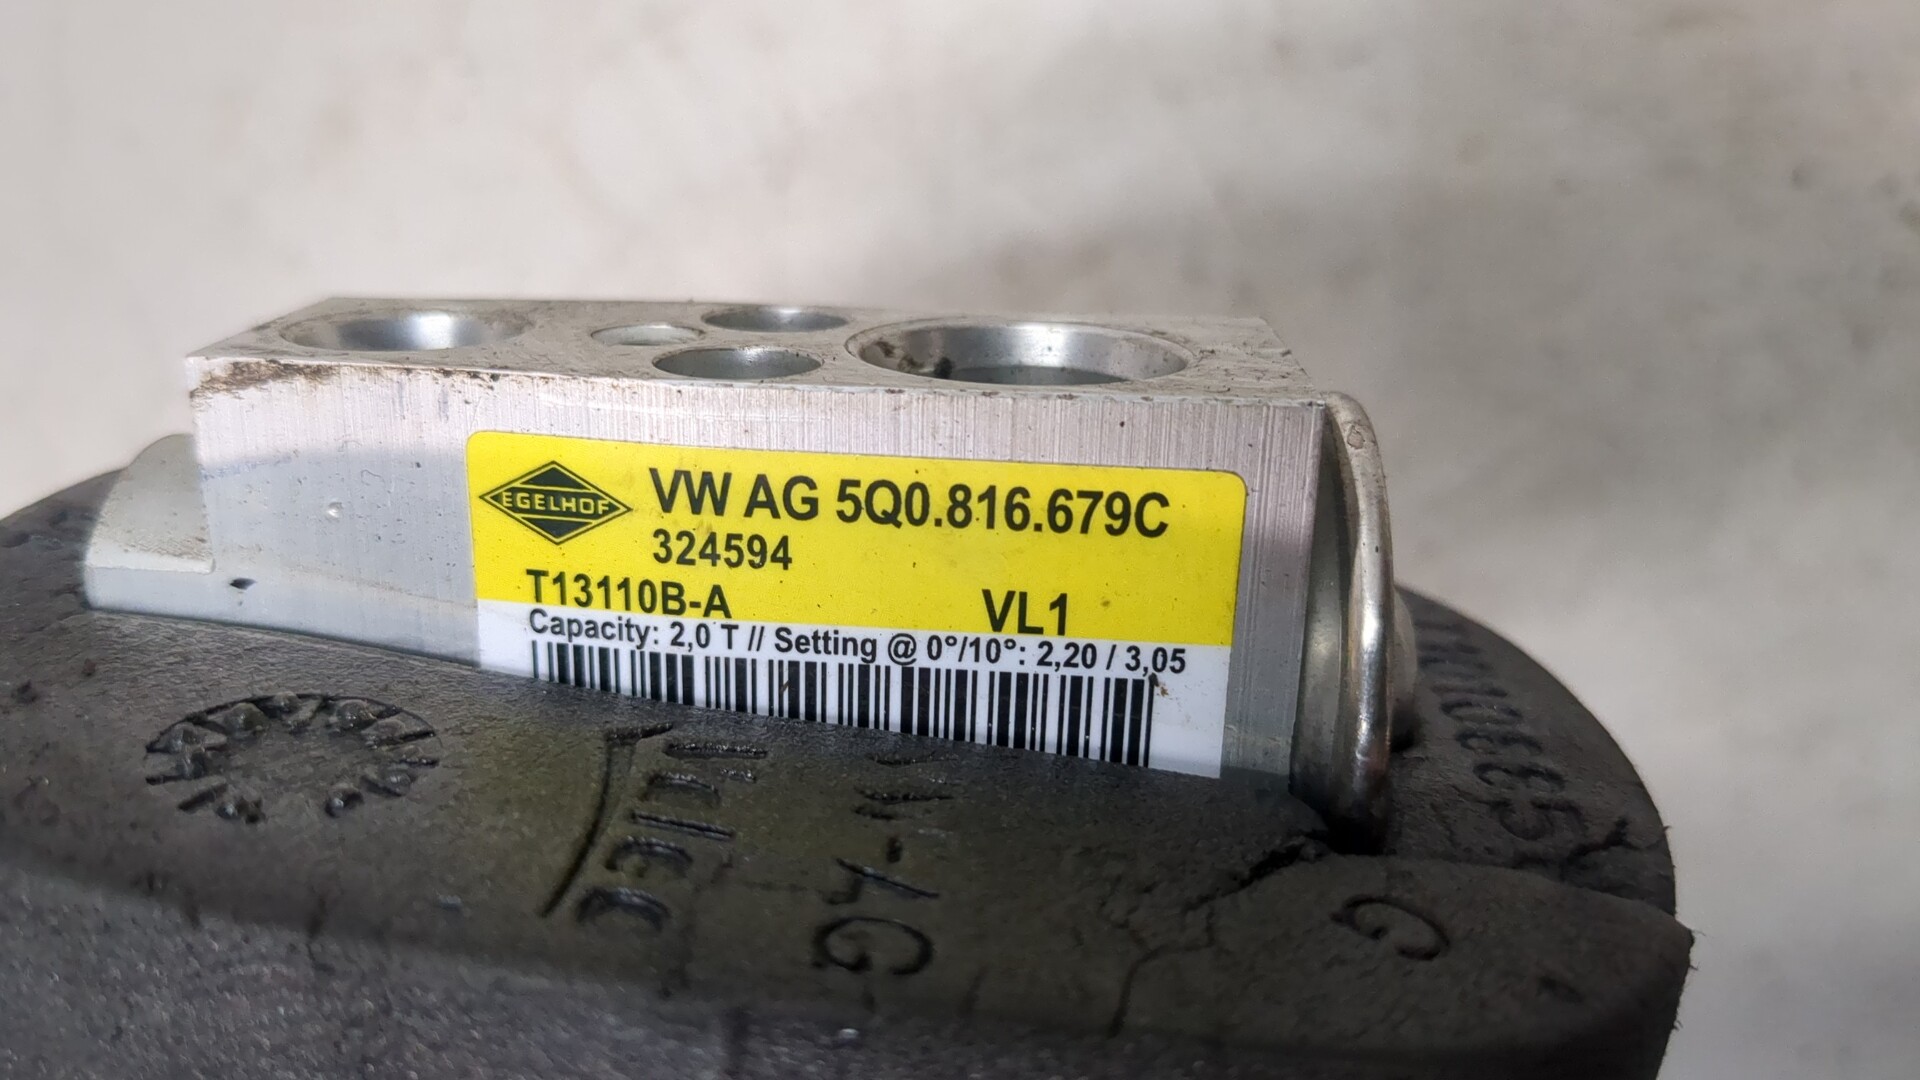 EGELHOF
VW AG 5Q0.816.679C
324594
T13110B-A VL1
Capacity: 2,0 T // Setting @ 0°/10°: 2,20 / 3,05
G